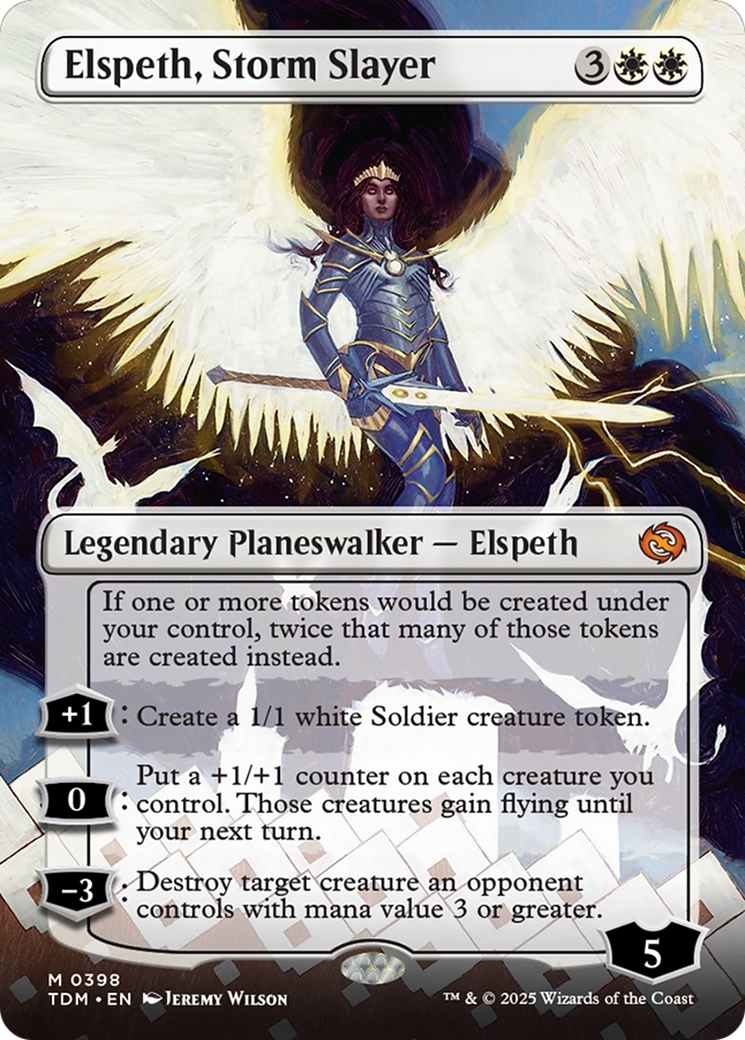 Elspeth, Storm Slayer 3
Legendary Planeswalker — Elspeth
If one or more tokens would be created under
your control, twice that many of those tokens
are created instead.
+1: Create a 1/1 white Soldier creature token.
Put a +1/+1 counter on each creature you
0: control. Those creatures gain flying until
your next turn.
−3: Destroy target creature an opponent
controls with mana value 3 or greater.
5
M 0398
TDM • EN Jeremy Wilson
™ & © 2025 Wizards of the Coast